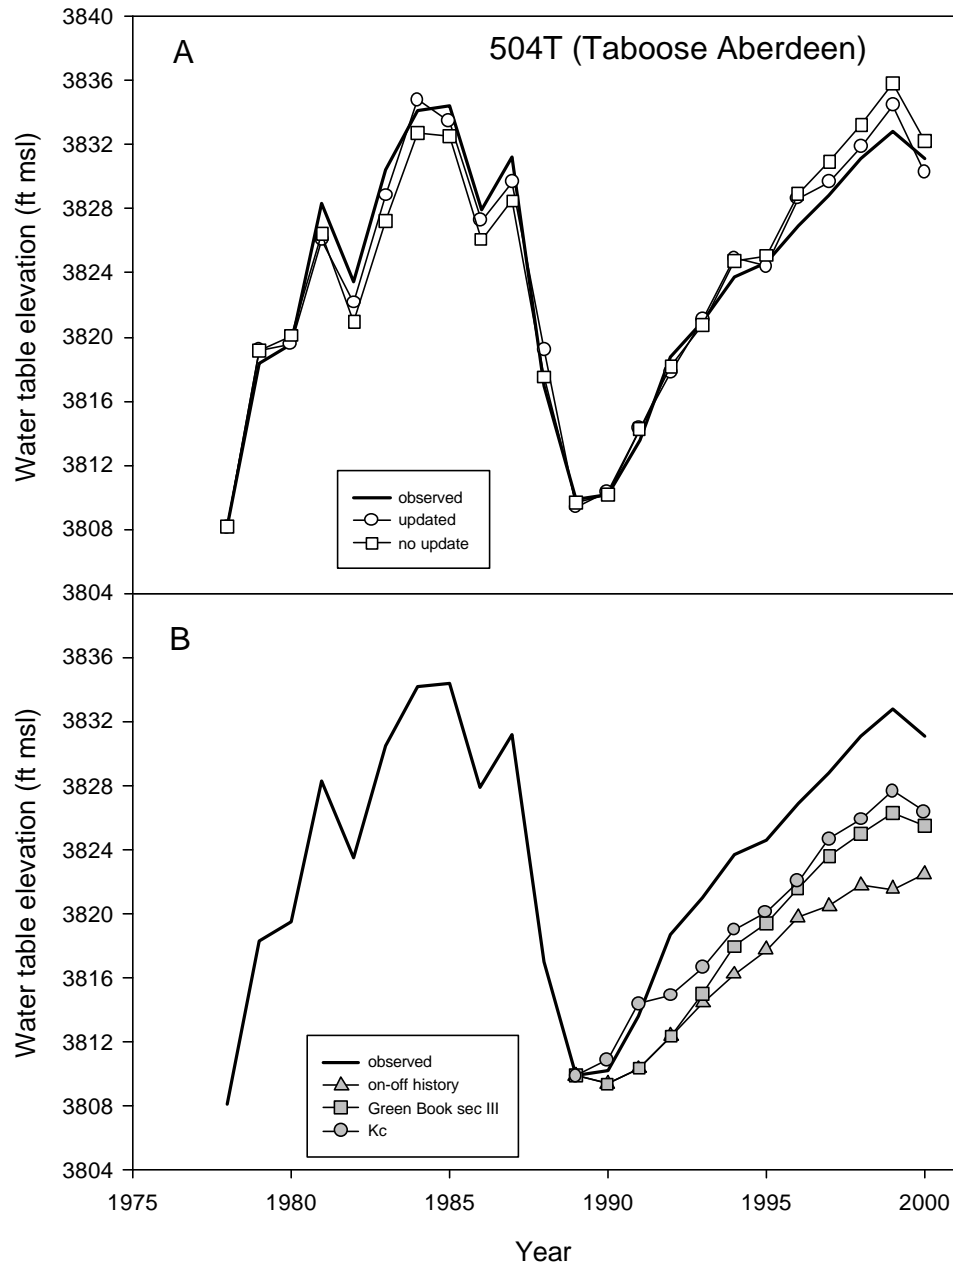 504T (Taboose Aberdeen)
A
Water table elevation (ft msl)
3840
3836
3832
3828
3824
3820
3816
3812
3808
3804
observed
updated
no update
B
Water table elevation (ft msl)
3836
3832
3828
3824
3820
3816
3812
3808
3804
observed
on-off history
Green Book sec III
Kc
1975 1980 1985 1990 1995 2000
Year